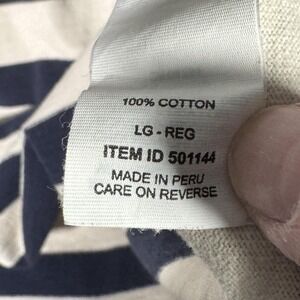 100% COTTON
LG - REG
ITEM ID 501144
MADE IN PERU
CARE ON REVERSE